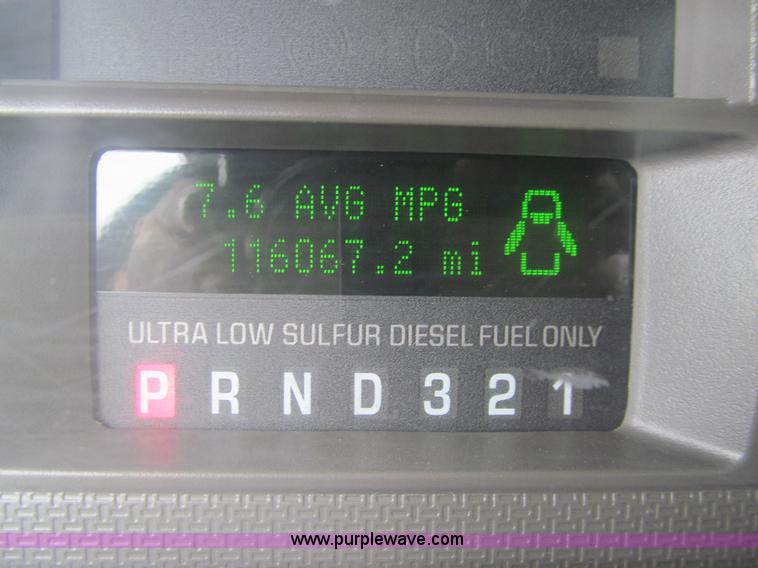 7.6 AVG MPG
116067.2 mi
ULTRA LOW SULFUR DIESEL FUEL ONLY
P R N D 3 2 1
www.purplewave.com